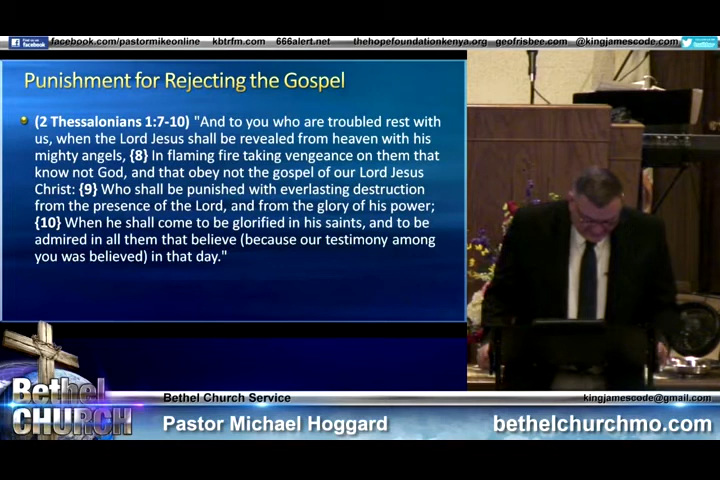 Find us on facebook
facebook.com/pastormikeonline kbtrfm.com 666alert.net thehopefoundationkenya.org geofrisbee.com @kingjamescode.com twitter
Punishment for Rejecting the Gospel
(2 Thessalonians 1:7-10) "And to you who are troubled rest with
us, when the Lord Jesus shall be revealed from heaven with his
mighty angels, {8} In flaming fire taking vengeance on them that
know not God, and that obey not the gospel of our Lord Jesus
Christ: {9} Who shall be punished with everlasting destruction
from the presence of the Lord, and from the glory of his power;
{10} When he shall come to be glorified in his saints, and to be
admired in all them that believe (because our testimony among
you was believed) in that day."
Bethel
CHURCH
Bethel Church Service kingjamescode@gmail.com
Pastor Michael Hoggard bethelchurchmo.com